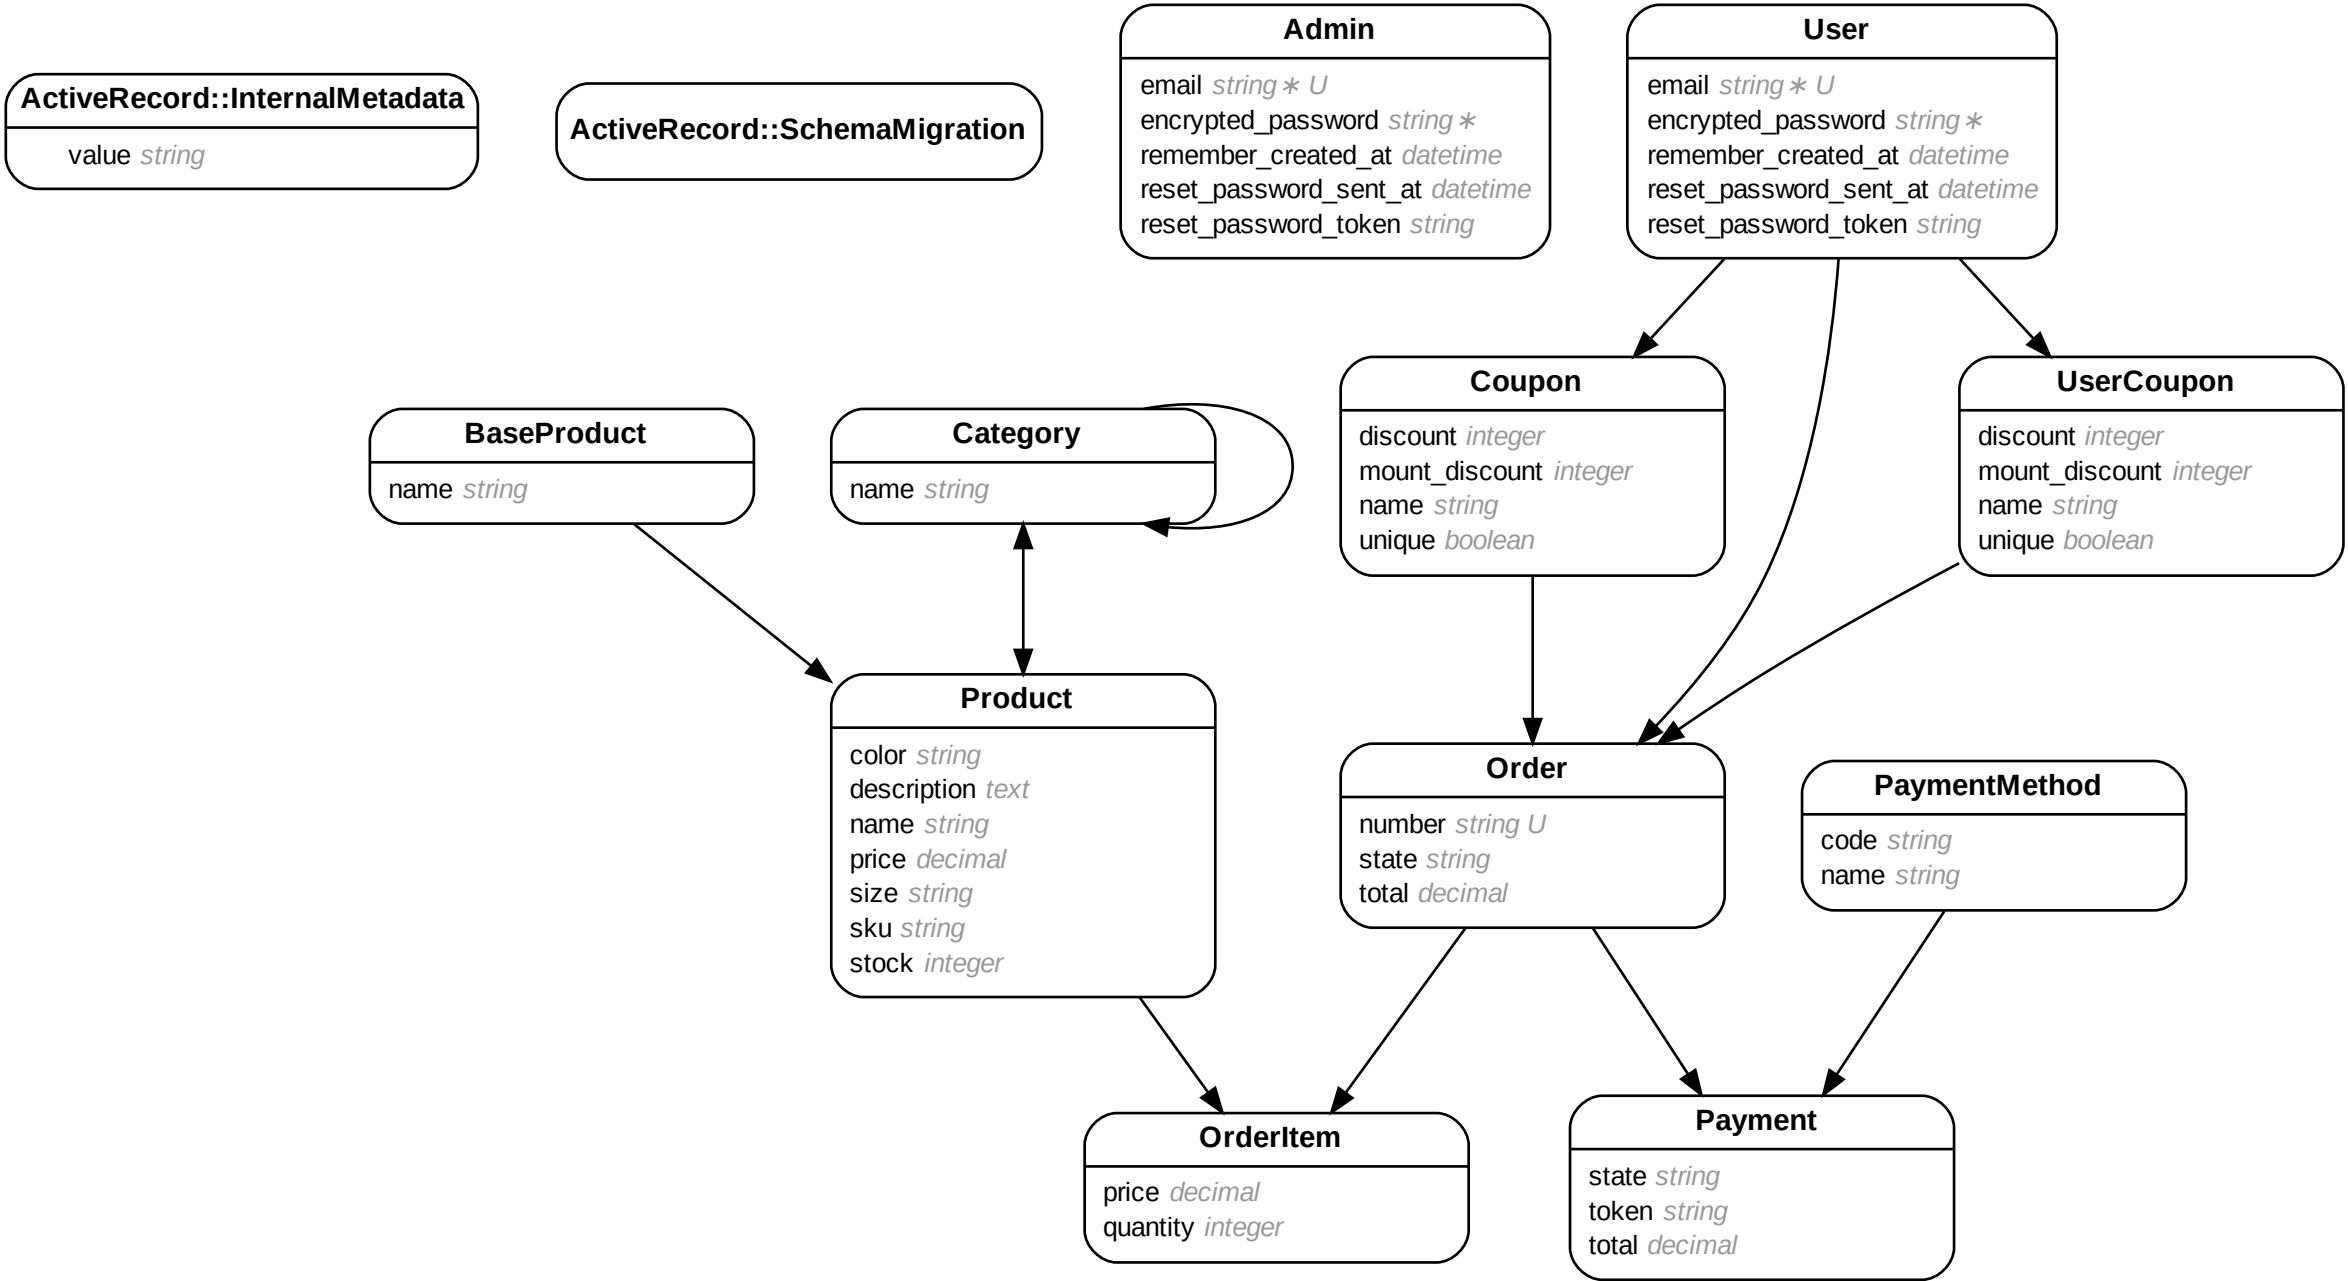 ActiveRecord::InternalMetadata
value string
ActiveRecord::SchemaMigration
Admin
email string∗ U
encrypted_password string∗
remember_created_at datetime
reset_password_sent_at datetime
reset_password_token string
User
email string∗ U
encrypted_password string∗
remember_created_at datetime
reset_password_sent_at datetime
reset_password_token string
BaseProduct
name string
Category
name string
Coupon
discount integer
mount_discount integer
name string
unique boolean
UserCoupon
discount integer
mount_discount integer
name string
unique boolean
Product
color string
description text
name string
price decimal
size string
sku string
stock integer
Order
number string U
state string
total decimal
PaymentMethod
code string
name string
OrderItem
price decimal
quantity integer
Payment
state string
token string
total decimal